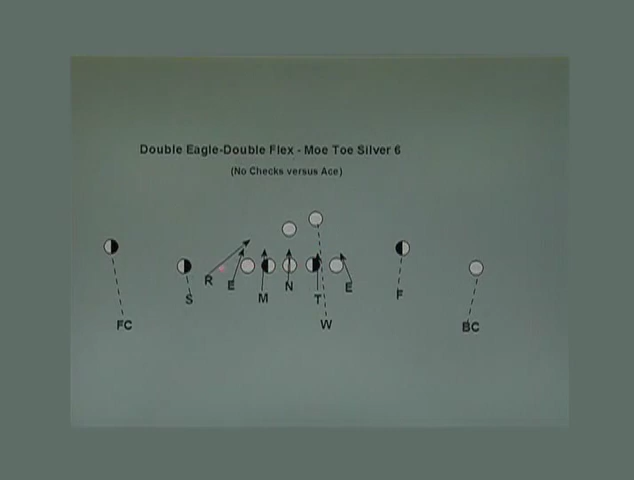 Double Eagle-Double Flex - Moe Toe Silver 6
(No Checks versus Ace)
R E M N T E
S F
FC W BC